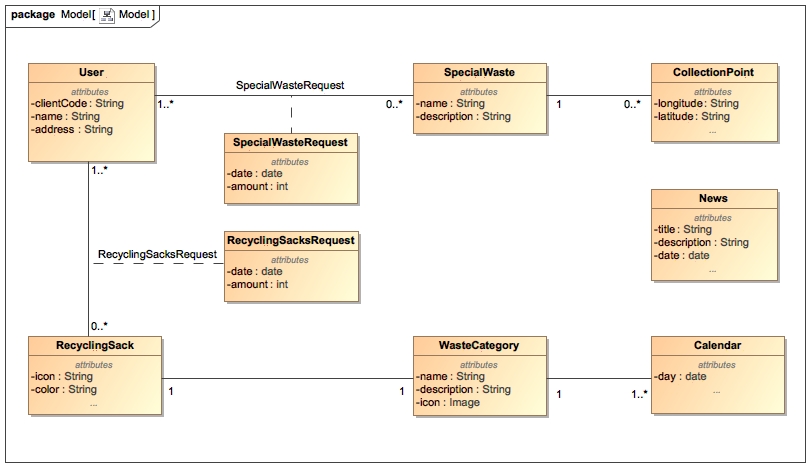 package Model[ Model ]
User
attributes
-clientCode : String
-name : String
-address : String
1..*
SpecialWasteRequest
0..*
SpecialWaste
attributes
-name : String
-description : String
1
0..*
CollectionPoint
attributes
-longitude : String
-latitude : String
...
SpecialWasteRequest
attributes
-date : date
-amount : int
1..*
News
attributes
-title : String
-description : String
-date : date
...
RecyclingSacksRequest
RecyclingSacksRequest
attributes
-date : date
-amount : int
0..*
RecyclingSack
attributes
-icon : String
-color : String
...
1
1
WasteCategory
attributes
-name : String
-description : String
-icon : Image
1
1..*
Calendar
attributes
-day : date
...